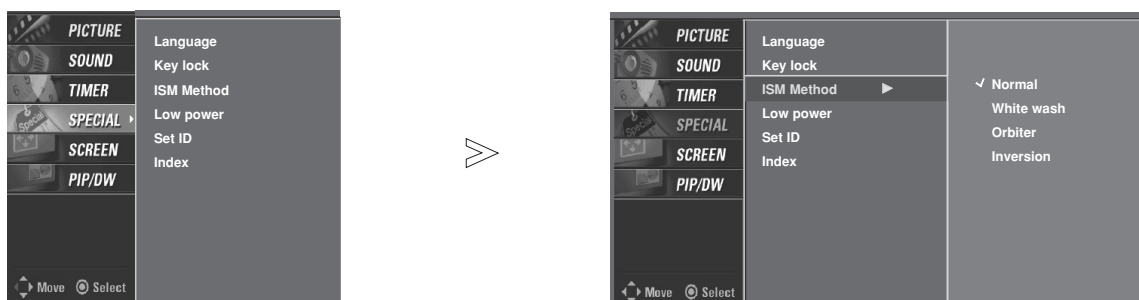 PICTURE
SOUND
TIMER
SPECIAL
SCREEN
PIP/DW
Move Select
Language
Key lock
ISM Method
Low power
Set ID
Index
PICTURE
SOUND
TIMER
SPECIAL
SCREEN
PIP/DW
Move Select
Language
Key lock
ISM Method
Low power
Set ID
Index
Normal
White wash
Orbiter
Inversion